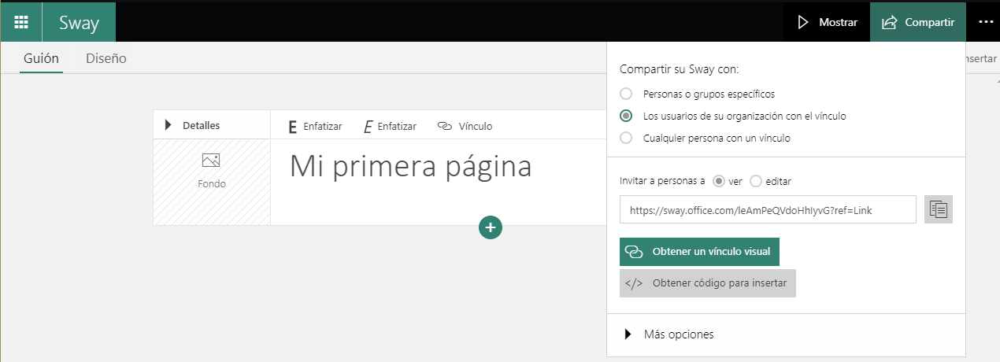 Sway
Mostrar
Compartir
Guión
Diseño
nsertar
Compartir su Sway con:
Personas o grupos específicos
Los usuarios de su organización con el vínculo
Cualquier persona con un vínculo
Detalles
E Enfatizar
E Enfatizar
Vínculo
Mi primera página
Fondo
Invitar a personas a ver editar
https://sway.office.com/leAmPeQVdoHhIyvG?ref=Link
Obtener un vínculo visual
</> Obtener código para insertar
Más opciones